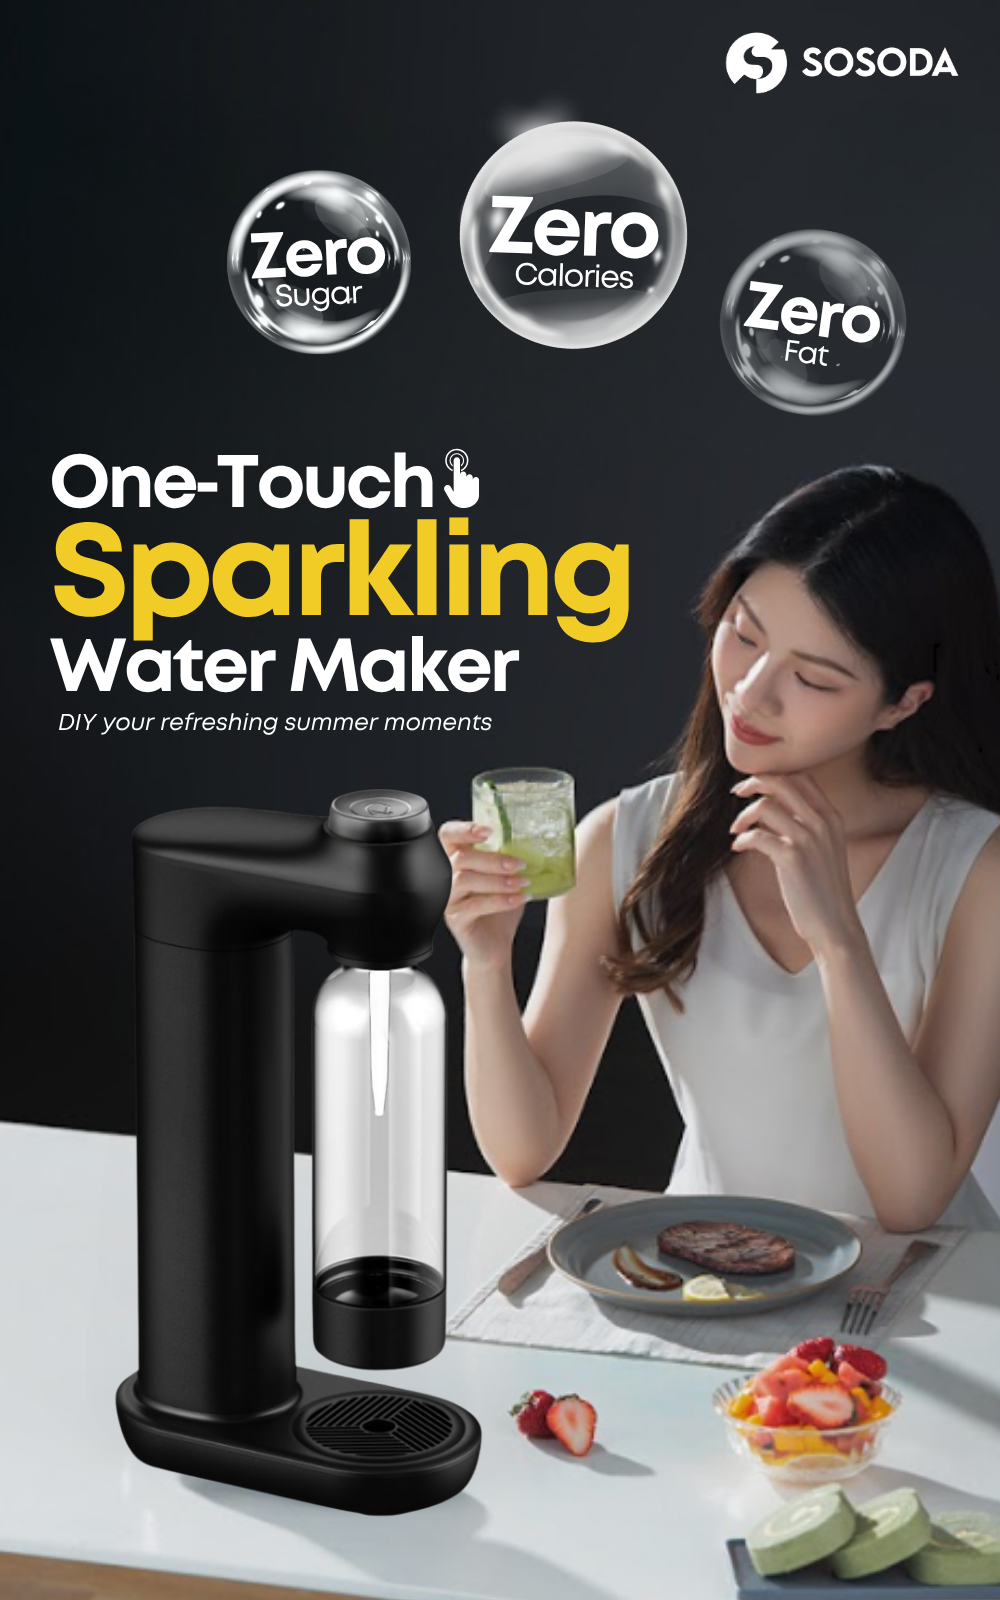 SOSODA
Zero
Sugar
Zero
Calories
Zero
Fat
One-Touch
Sparkling
Water Maker
DIY your refreshing summer moments